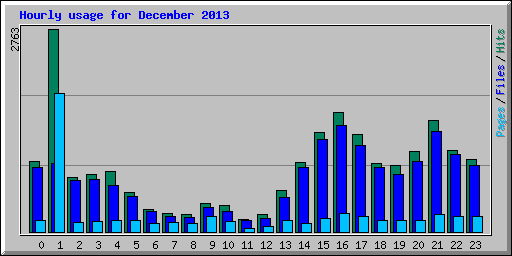 Hourly usage for December 2013
2763
Pages / Files / Hits
0 1 2 3 4 5 6 7 8 9 10 11 12 13 14 15 16 17 18 19 20 21 22 23